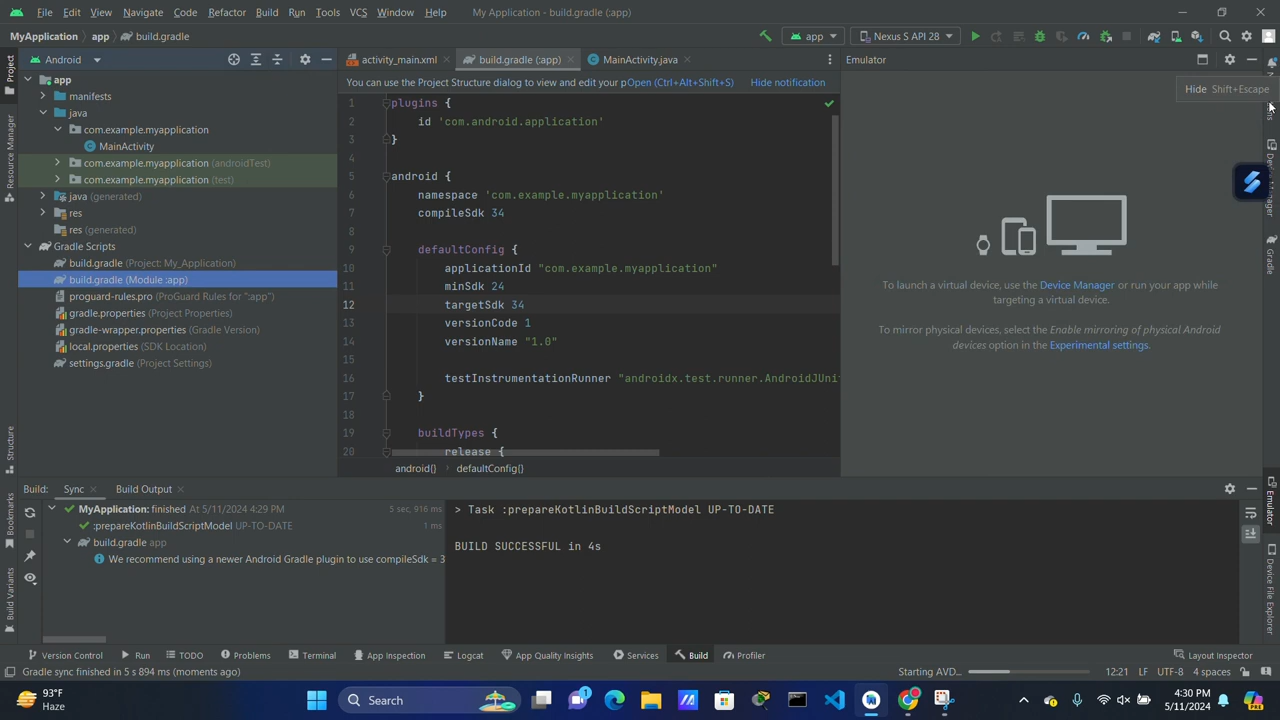 File Edit View Navigate Code Refactor Build Run Tools VCS Window Help My Application - build.gradle (:app)
MyApplication app build.gradle
app Nexus S API 28
Project
Android
activity_main.xml build.gradle (:app) MainActivity.java
Emulator
You can use the Project Structure dialog to view and edit your p Open (Ctrl+Alt+Shift+S) Hide notification
Hide Shift+Escape
app
manifests
java
com.example.myapplication
MainActivity
com.example.myapplication (androidTest)
com.example.myapplication (test)
java (generated)
res
res (generated)
Gradle Scripts
build.gradle (Project: My_Application)
build.gradle (Module :app)
proguard-rules.pro (ProGuard Rules for ":app")
gradle.properties (Project Properties)
gradle-wrapper.properties (Gradle Version)
local.properties (SDK Location)
settings.gradle (Project Settings)
Resource Manager
Structure
Bookmarks
Build Variants
1 plugins {
2 id 'com.android.application'
3 }
4
5 android {
6 namespace 'com.example.myapplication'
7 compileSdk 34
8
9 defaultConfig {
10 applicationId "com.example.myapplication"
11 minSdk 24
12 targetSdk 34
13 versionCode 1
14 versionName "1.0"
15
16 testInstrumentationRunner "androidx.test.runner.AndroidJUni
17 }
18
19 buildTypes {
20 release {
android{} defaultConfig{}
To launch a virtual device, use the Device Manager or run your app while
targeting a virtual device.
To mirror physical devices, select the Enable mirroring of physical Android
devices option in the Experimental settings.
Gradle
Emulator
Device File Explorer
Build: Sync Build Output
MyApplication: finished At 5/11/2024 4:29 PM 5 sec, 916 ms
:prepareKotlinBuildScriptModel UP-TO-DATE 1 ms
build.gradle app
We recommend using a newer Android Gradle plugin to use compileSdk = 3
> Task :prepareKotlinBuildScriptModel UP-TO-DATE
BUILD SUCCESSFUL in 4s
Version Control Run TODO Problems Terminal App Inspection Logcat App Quality Insights Services Build Profiler Layout Inspector
Gradle sync finished in 5 s 894 ms (moments ago) Starting AVD... 12:21 LF UTF-8 4 spaces
93°F
Haze
Search
1
4:30 PM
5/11/2024
PRE